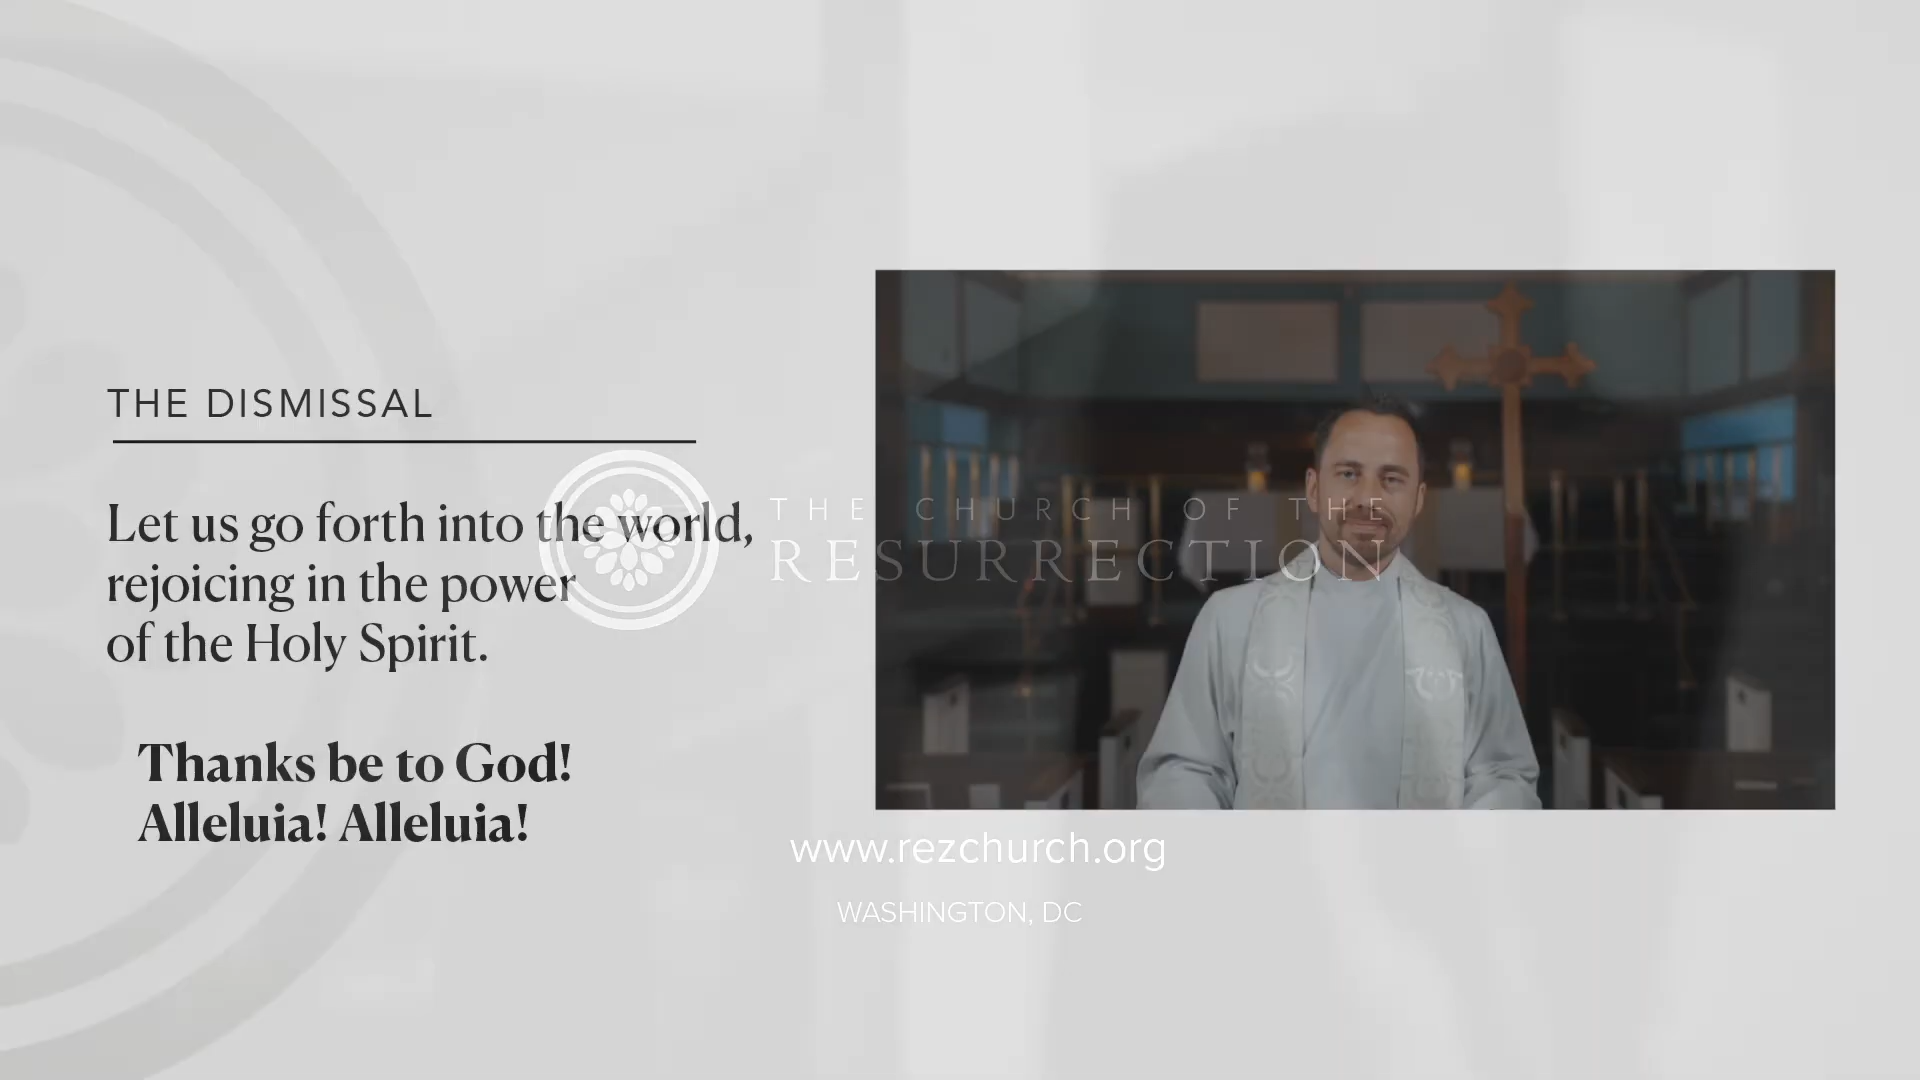 THE DISMISSAL
Let us go forth into the world,
rejoicing in the power
of the Holy Spirit.
Thanks be to God!
Alleluia! Alleluia!
THE CHURCH OF THE
RESURRECTION
www.rezchurch.org
WASHINGTON, DC